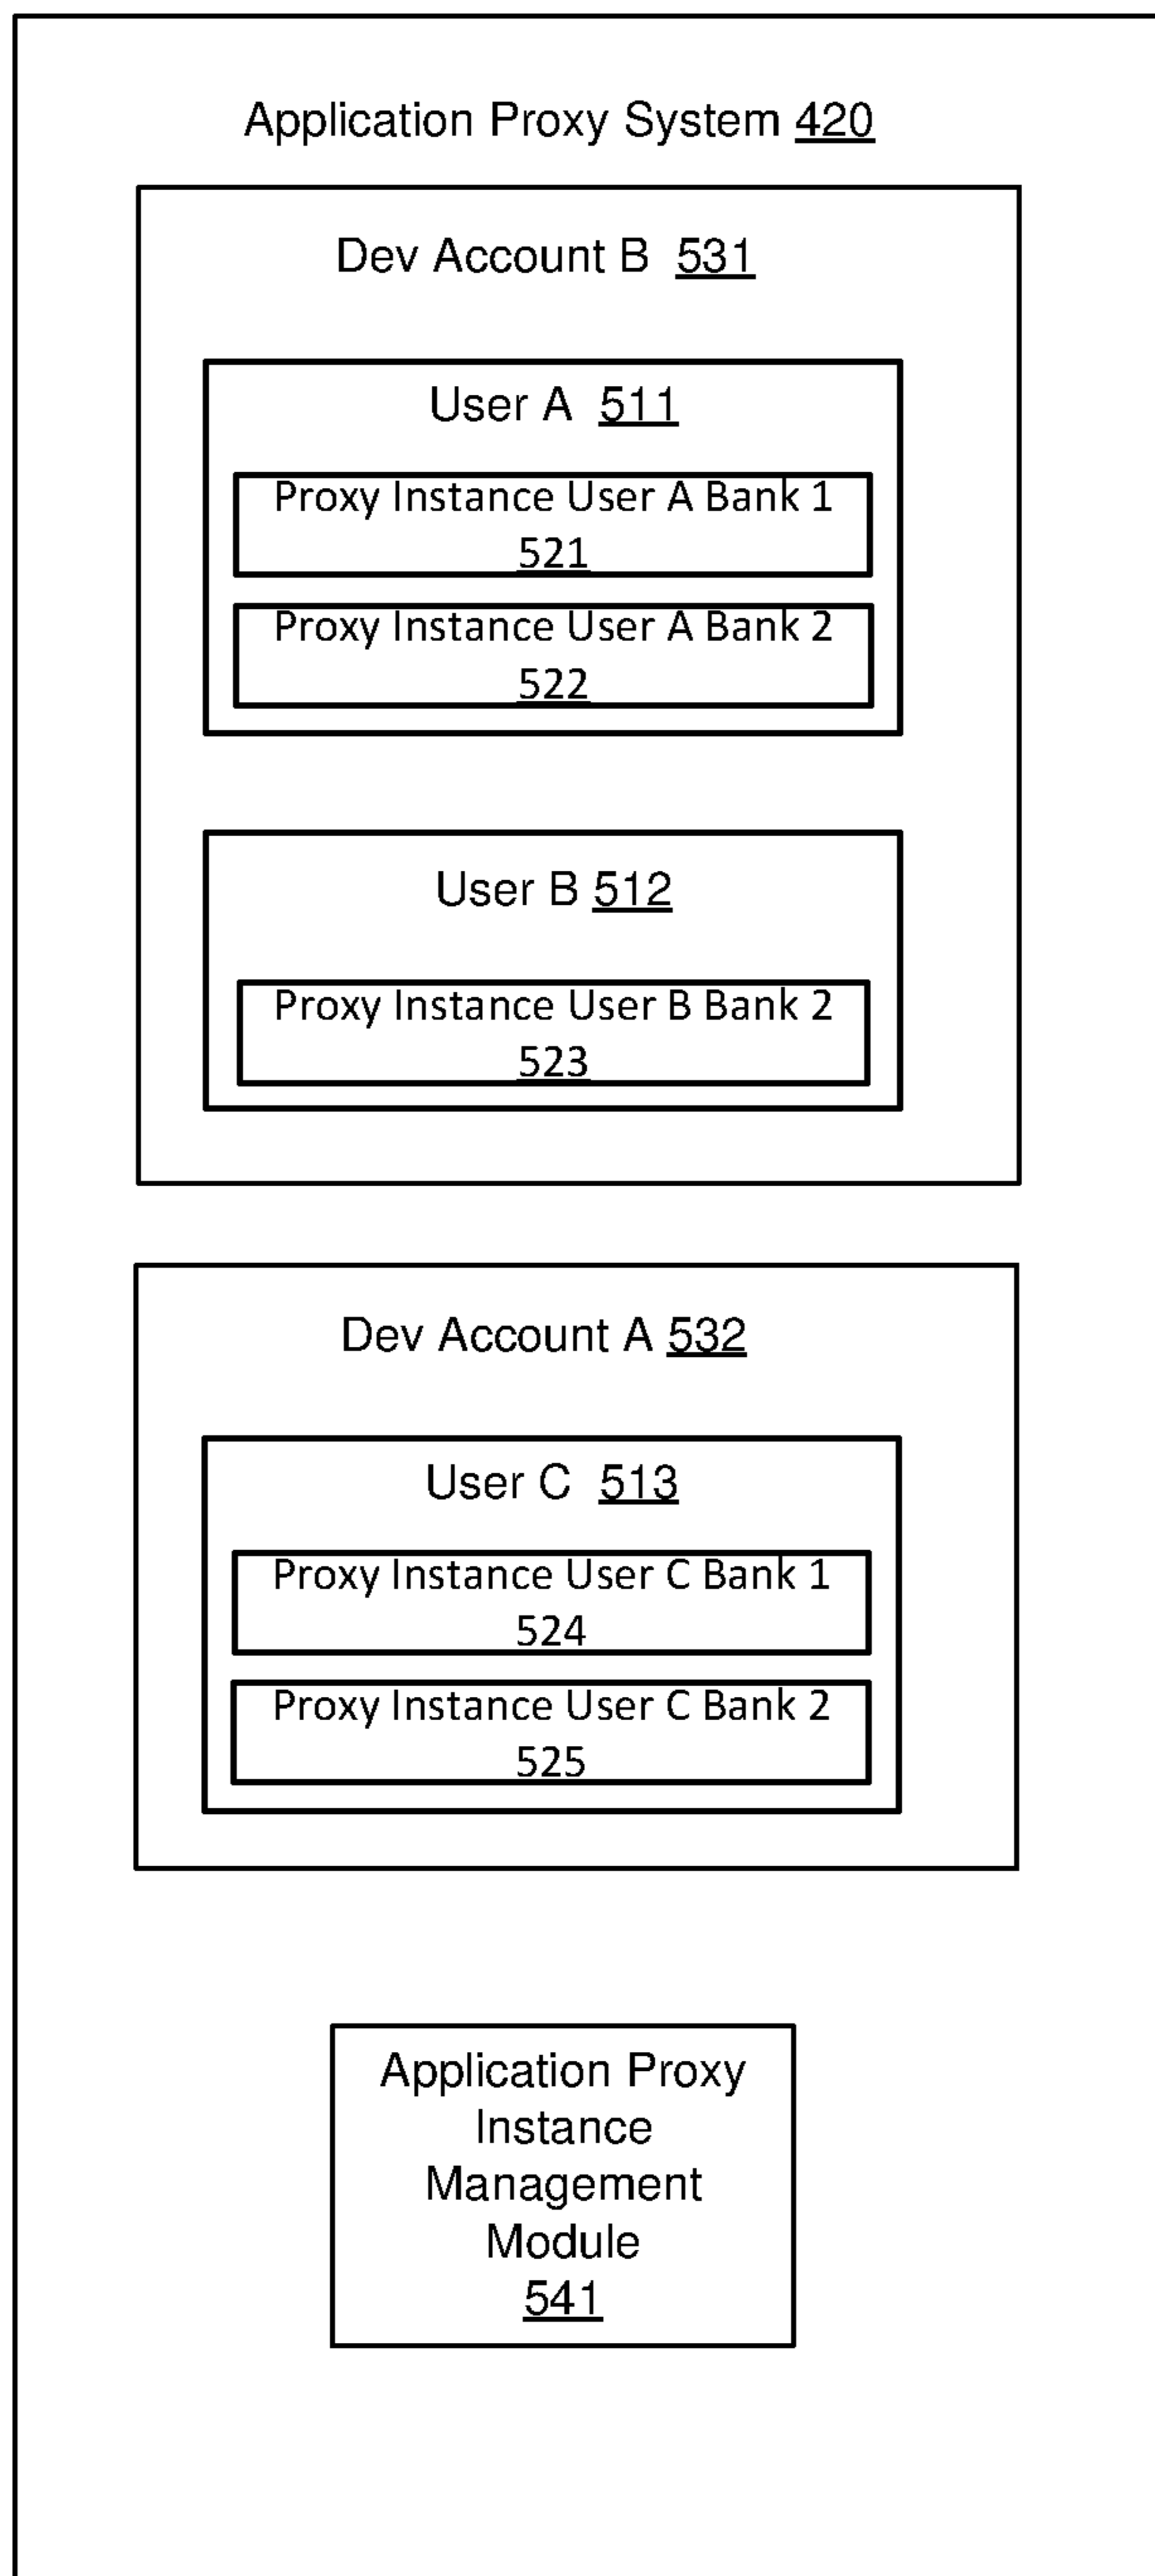 Application Proxy System 420
Dev Account B 531
User A 511
Proxy Instance User A Bank 1
521
Proxy Instance User A Bank 2
522
User B 512
Proxy Instance User B Bank 2
523
Dev Account A 532
User C 513
Proxy Instance User C Bank 1
524
Proxy Instance User C Bank 2
525
Application Proxy
Instance
Management
Module
541